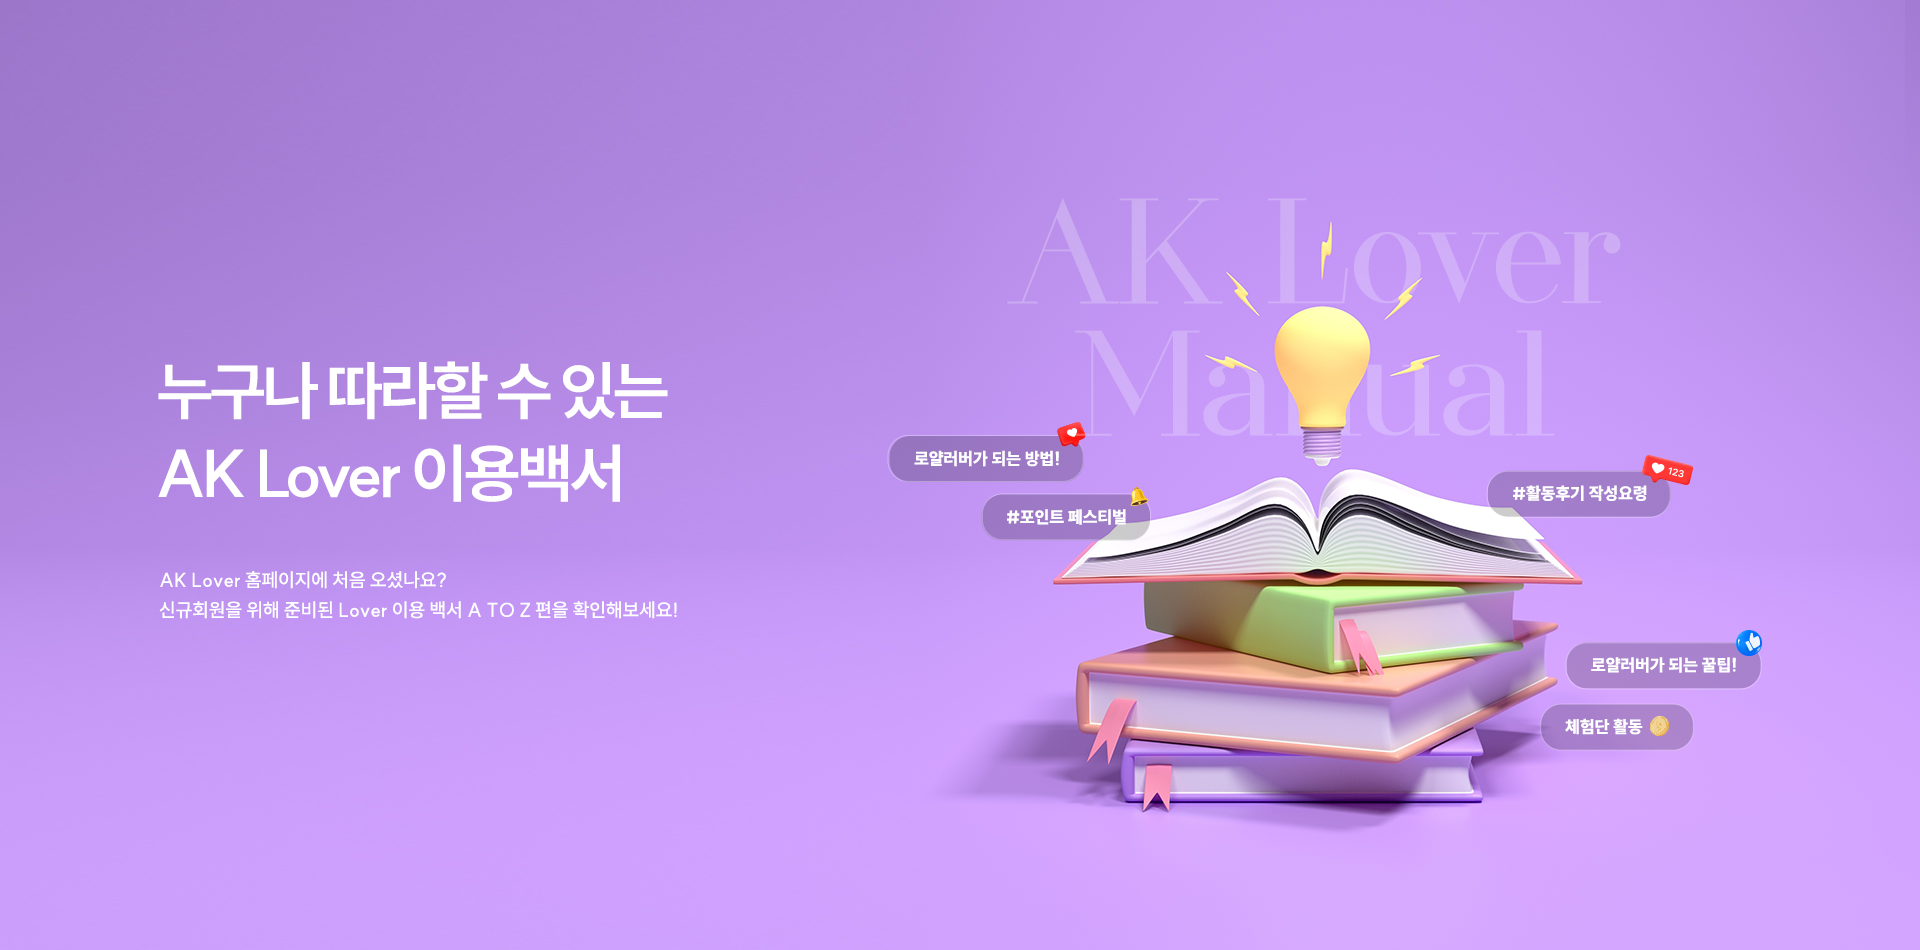 누구나 따라할 수 있는
AK Lover 이용백서
AK Lover 홈페이지에 처음 오셨나요?
신규회원을 위해 준비된 Lover 이용 백서 A TO Z 편을 확인해보세요!
AK Lover
Manual
로얄러버가 되는 방법!
#포인트 페스티벌
123
#활동후기 작성요령
로얄러버가 되는 꿀팁!
체험단 활동